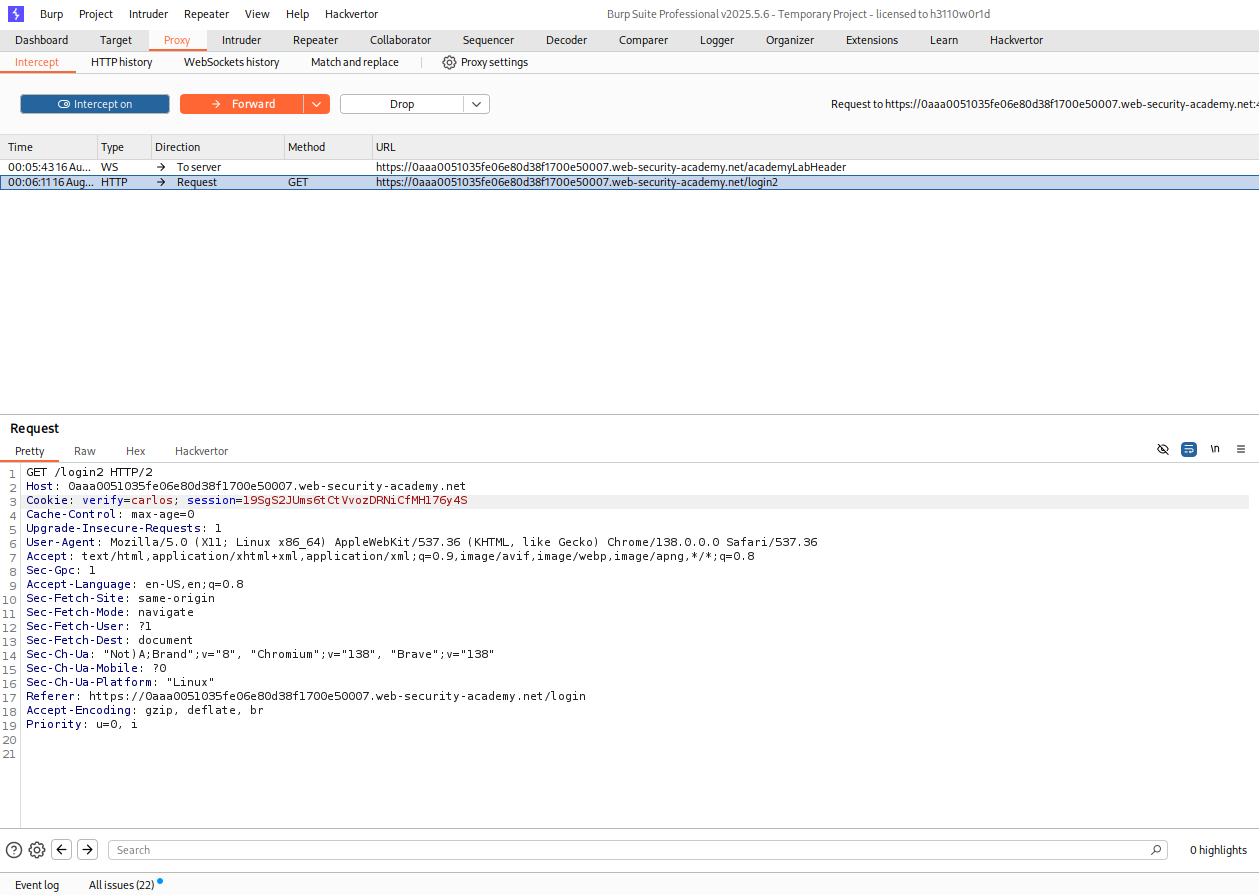 Burp Project Intruder Repeater View Help Hackvertor Burp Suite Professional v2025.5.6 - Temporary Project - licensed to h3110w0r1d
Dashboard Target Proxy Intruder Repeater Collaborator Sequencer Decoder Comparer Logger Organizer Extensions Learn Hackvertor
Intercept HTTP history WebSockets history Match and replace Proxy settings
Intercept on Forward Drop Request to https://0aaa0051035fe06e80d38f1700e50007.web-security-academy.net:4
Time Type Direction Method URL
00:05:43 16 Au... WS To server https://0aaa0051035fe06e80d38f1700e50007.web-security-academy.net/academyLabHeader
00:06:11 16 Aug... HTTP Request GET https://0aaa0051035fe06e80d38f1700e50007.web-security-academy.net/login2
Request
Pretty Raw Hex Hackvertor \n
1 GET /login2 HTTP/2
2 Host: 0aaa0051035fe06e80d38f1700e50007.web-security-academy.net
3 Cookie: verify=carlos; session=19SgS2JUms6tCtVvozDRNiCfMH176y4S
4 Cache-Control: max-age=0
5 Upgrade-Insecure-Requests: 1
6 User-Agent: Mozilla/5.0 (X11; Linux x86_64) AppleWebKit/537.36 (KHTML, like Gecko) Chrome/138.0.0.0 Safari/537.36
7 Accept: text/html,application/xhtml+xml,application/xml;q=0.9,image/avif,image/webp,image/apng,*/*;q=0.8
8 Sec-Gpc: 1
9 Accept-Language: en-US,en;q=0.8
10 Sec-Fetch-Site: same-origin
11 Sec-Fetch-Mode: navigate
12 Sec-Fetch-User: ?1
13 Sec-Fetch-Dest: document
14 Sec-Ch-Ua: "Not)A;Brand";v="8", "Chromium";v="138", "Brave";v="138"
15 Sec-Ch-Ua-Mobile: ?0
16 Sec-Ch-Ua-Platform: "Linux"
17 Referer: https://0aaa0051035fe06e80d38f1700e50007.web-security-academy.net/login
18 Accept-Encoding: gzip, deflate, br
19 Priority: u=0, i
20
21
Search 0 highlights
Event log All issues (22)